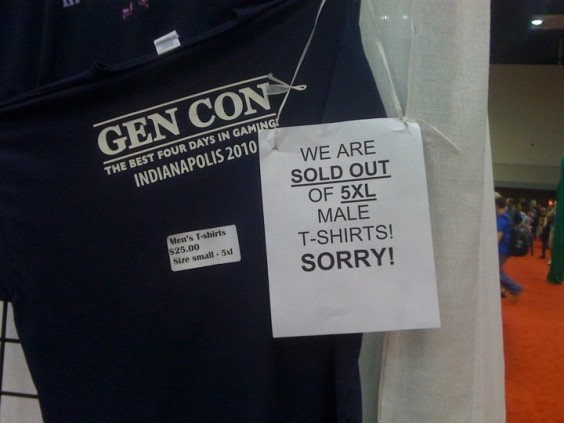 GEN CON
THE BEST FOUR DAYS IN GAMING!
INDIANAPOLIS 2010
Men's T-shirts
$25.00
Size small - 5xl
WE ARE
SOLD OUT
OF 5XL
MALE
T-SHIRTS!
SORRY!